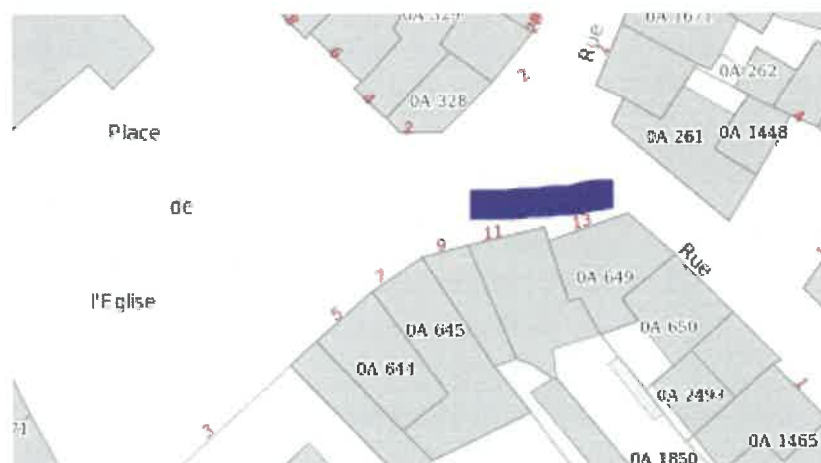 0A 1671
Rue
6
0A 262
2
4
0A 328
2
Place
0A 261
0A 1448
4
de
13
11
9
Rue
7
0A 649
l'Eglise
5
0A 645
0A 650
0A 644
0A 2493
1
3
0A 1465
0A 1850